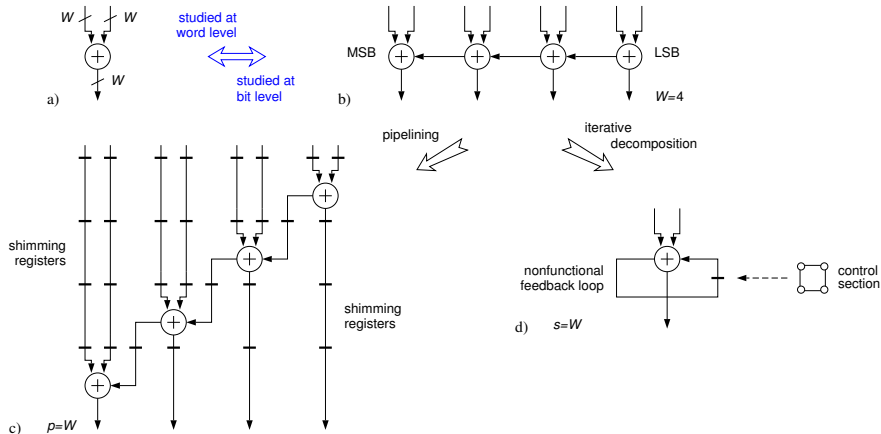 W W
studied at
word level
W
studied at
bit level
a)
MSB
LSB
b)
W=4
pipelining
iterative
decomposition
shimming
registers
shimming
registers
nonfunctional
feedback loop
control
section
d) s=W
c) p=W